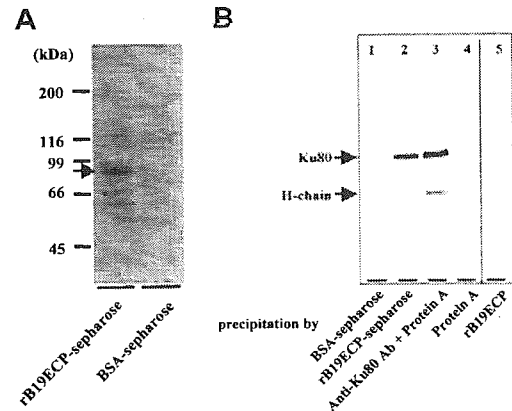 A
(kDa)
200
116
99
66
45
rB19ECP-sepharose
BSA-sepharose
B
1 2 3 4 5
Ku80
H-chain
precipitation by
BSA-sepharose
rB19ECP-sepharose
Anti-Ku80 Ab + Protein A
Protein A
rB19ECP